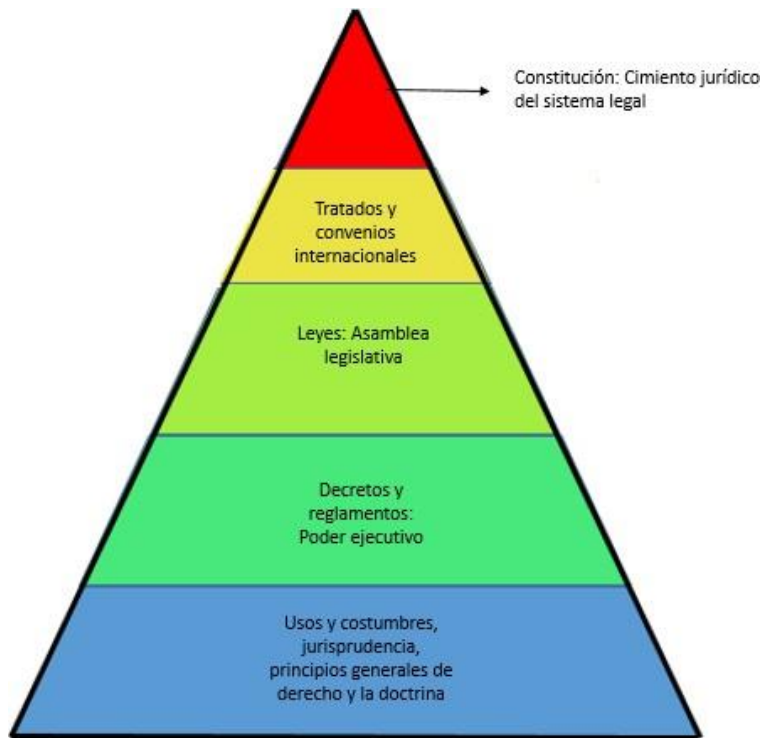 Constitución: Cimiento jurídico
del sistema legal
Tratados y
convenios
internacionales
Leyes: Asamblea
legislativa
Decretos y
reglamentos:
Poder ejecutivo
Usos y costumbres,
jurisprudencia,
principios generales de
derecho y la doctrina